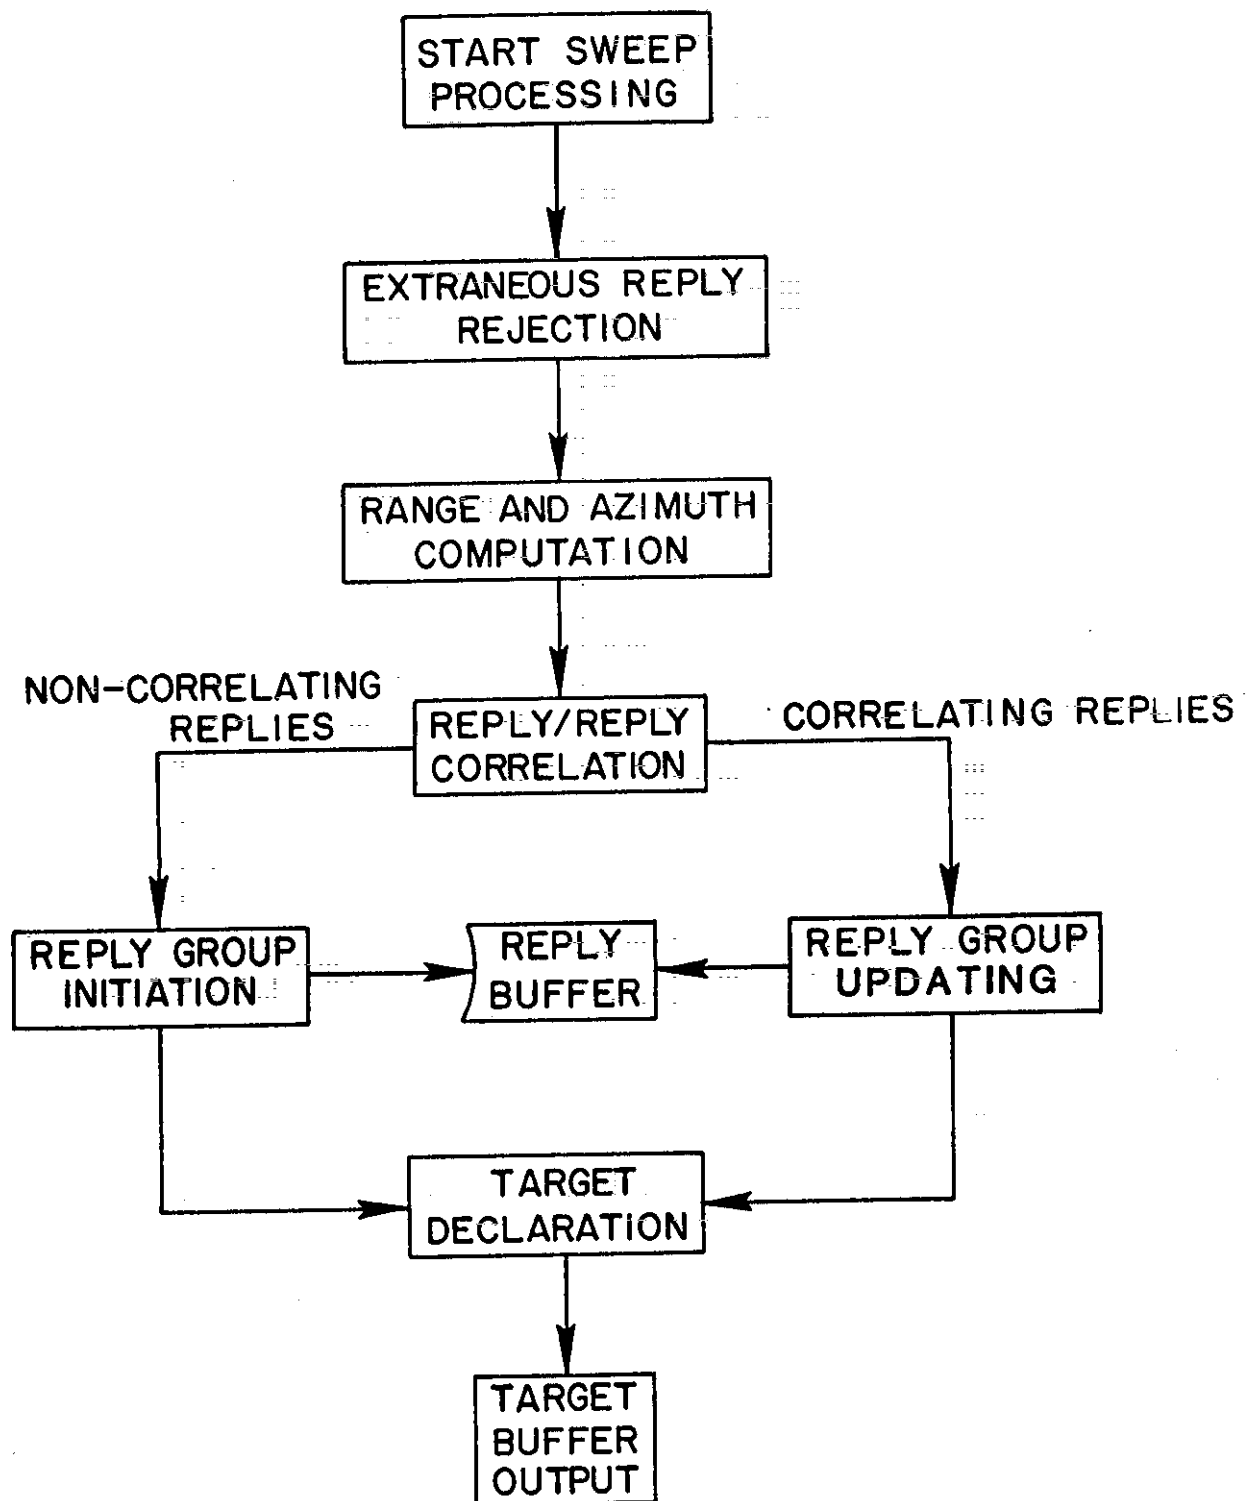 START SWEEP
PROCESSING
EXTRANEOUS REPLY
REJECTION
RANGE AND AZIMUTH
COMPUTATION
NON-CORRELATING
REPLIES
REPLY/REPLY
CORRELATION
CORRELATING REPLIES
REPLY GROUP
INITIATION
REPLY
BUFFER
REPLY GROUP
UPDATING
TARGET
DECLARATION
TARGET
BUFFER
OUTPUT